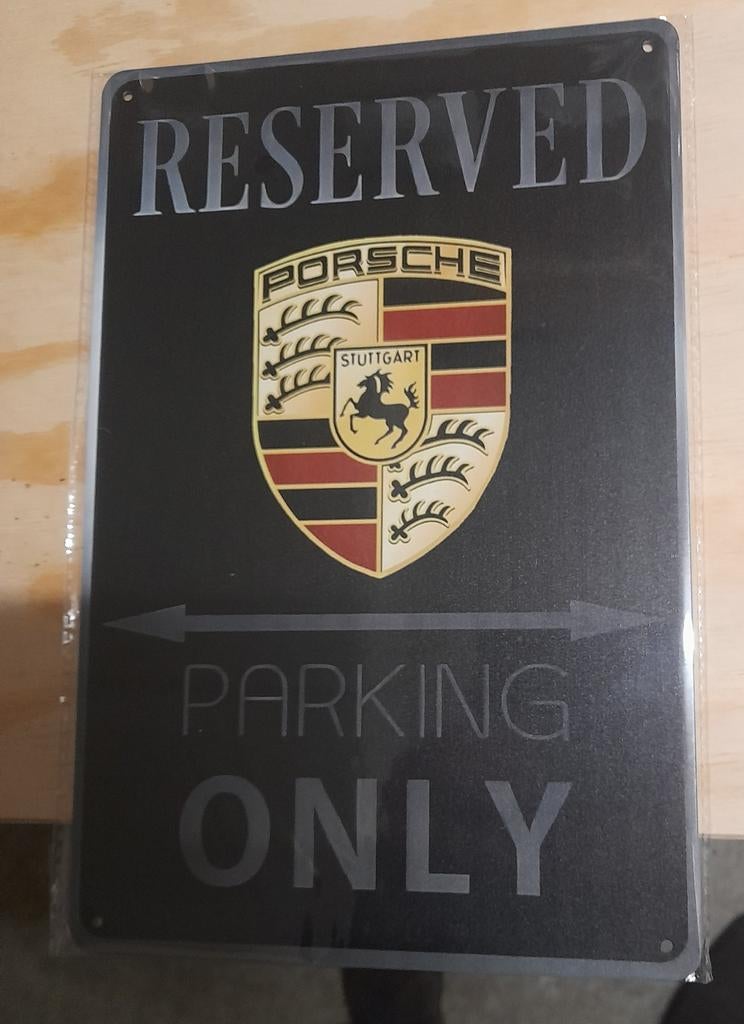 RESERVED
PORSCHE
STUTTGART
PARKING
ONLY